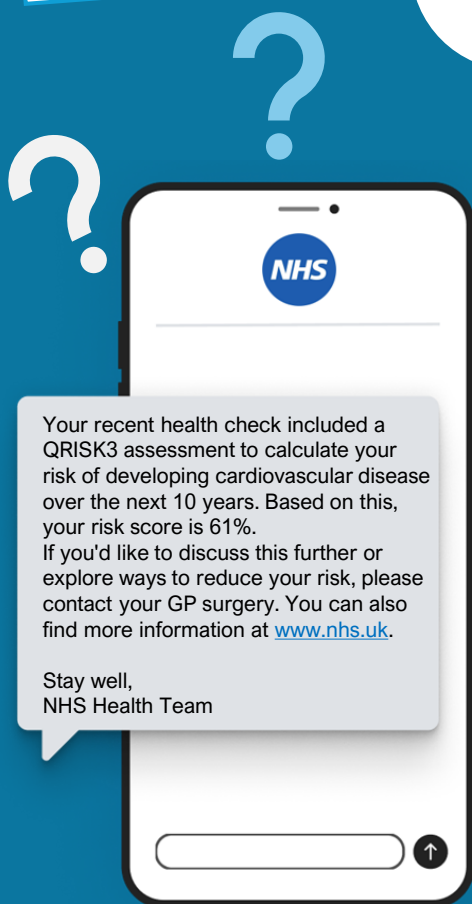 ?
?
NHS
Your recent health check included a
QRISK3 assessment to calculate your
risk of developing cardiovascular disease
over the next 10 years. Based on this,
your risk score is 61%.
If you'd like to discuss this further or
explore ways to reduce your risk, please
contact your GP surgery. You can also
find more information at www.nhs.uk.
Stay well,
NHS Health Team